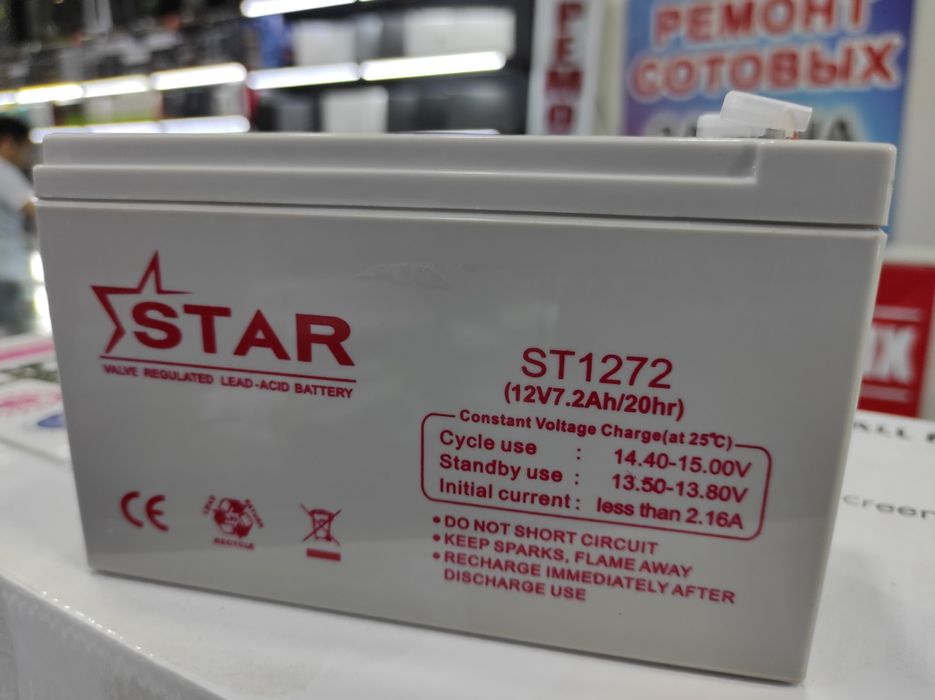 РЕМО
РЕМОНТ
СОТОВЫХ
STAR
VALVE REGULATED LEAD-ACID BATTERY
ST1272
(12V7.2Ah/20hr)
Constant Voltage Charge(at 25℃)
Cycle use : 14.40-15.00V
Standby use : 13.50-13.80V
Initial current : less than 2.16A
• DO NOT SHORT CIRCUIT
• KEEP SPARKS, FLAME AWAY
• RECHARGE IMMEDIATELY AFTER
DISCHARGE USE
CE
RECYCLE